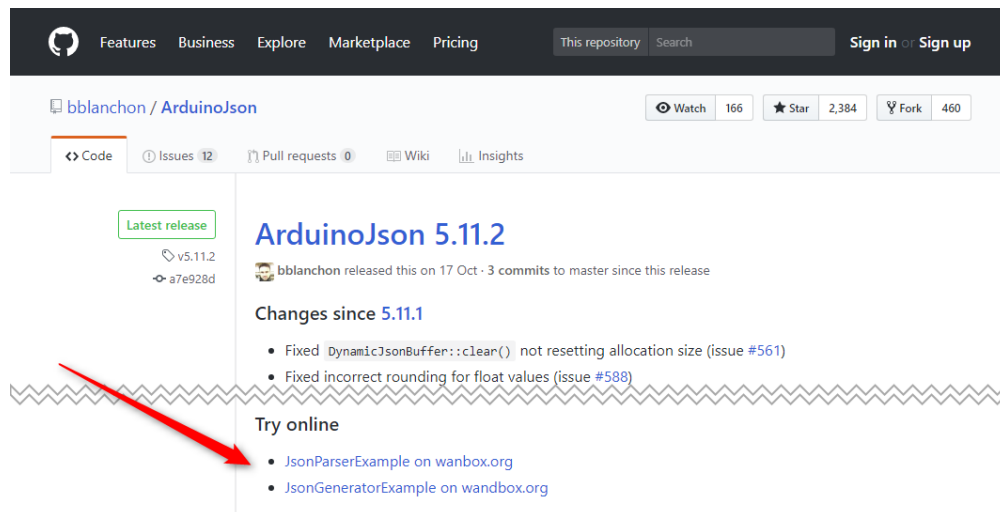 Features Business Explore Marketplace Pricing This repository Search Sign in or Sign up
bblanchon / ArduinoJson Watch 166 Star 2,384 Fork 460
Code Issues 12 Pull requests 0 Wiki Insights
Latest release
v5.11.2
a7e928d
ArduinoJson 5.11.2
bblanchon released this on 17 Oct · 3 commits to master since this release
Changes since 5.11.1
• Fixed DynamicJsonBuffer::clear() not resetting allocation size (issue #561)
• Fixed incorrect rounding for float values (issue #588)
Try online
• JsonParserExample on wanbox.org
• JsonGeneratorExample on wandbox.org